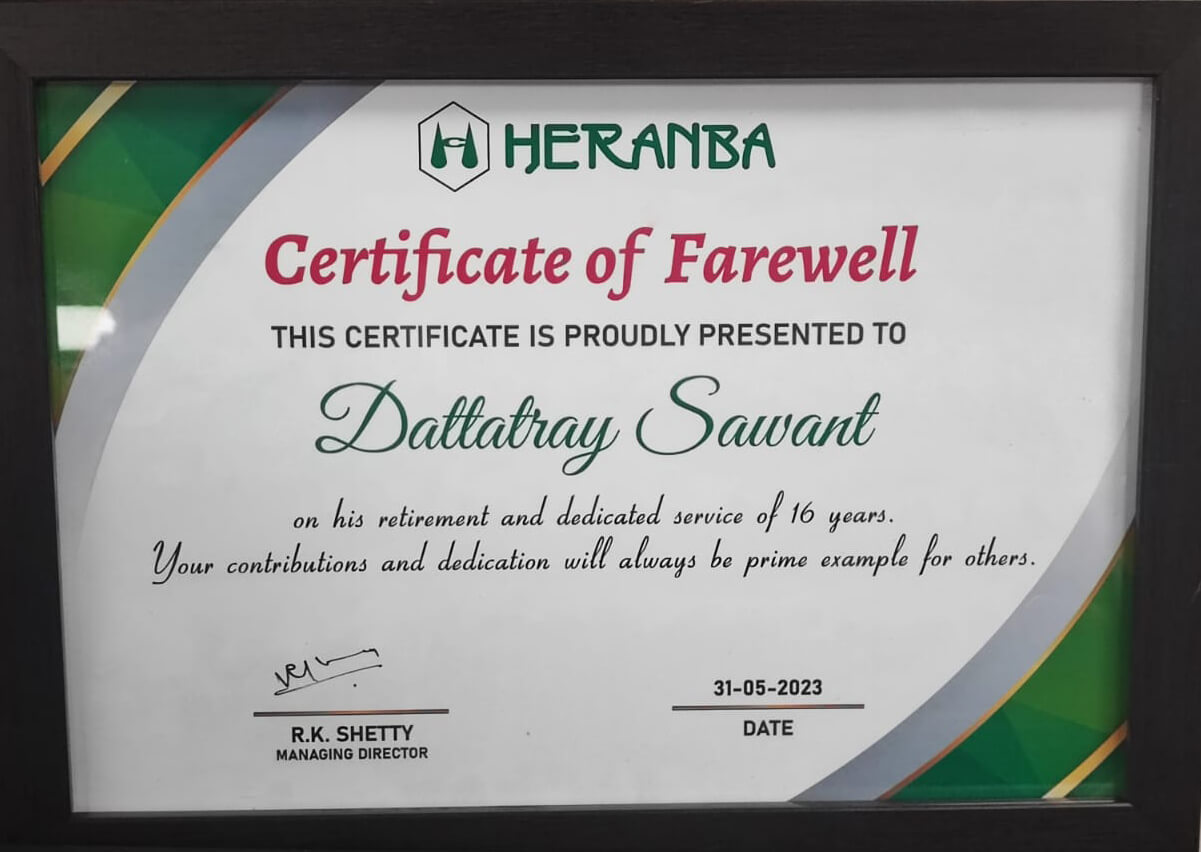 HERANBA
Certificate of Farewell
THIS CERTIFICATE IS PROUDLY PRESENTED TO
Dattatray Sawant
on his retirement and dedicated service of 16 years.
Your contributions and dedication will always be prime example for others.
R.K. SHETTY
MANAGING DIRECTOR
31-05-2023
DATE